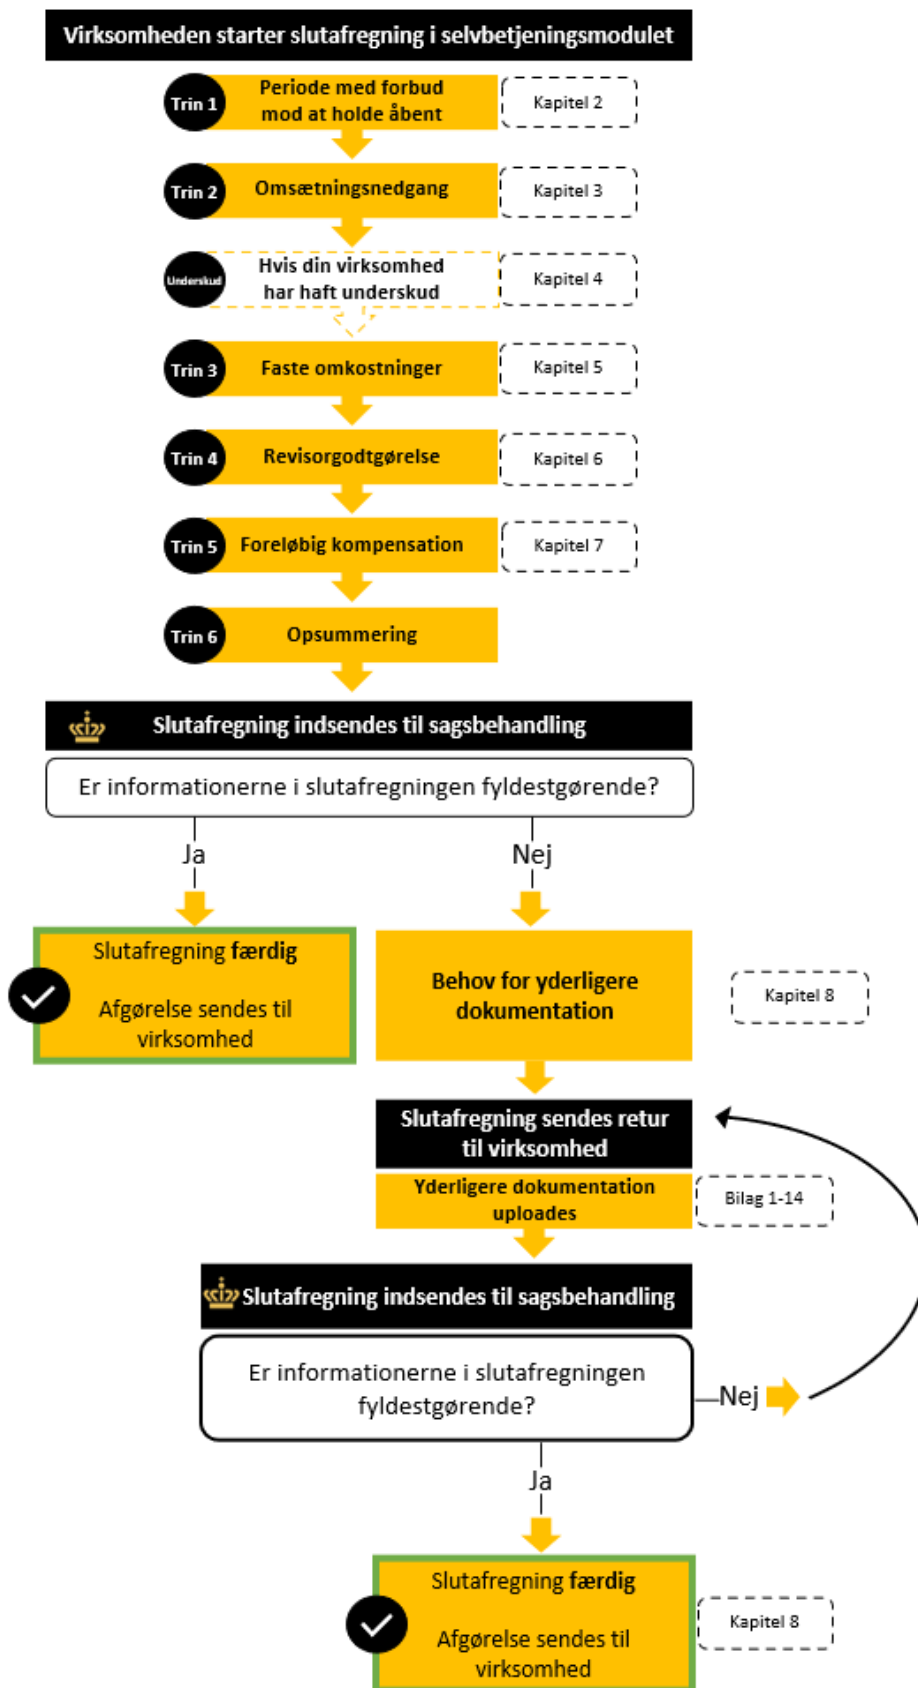 Virksomheden starter slutafregning i selvbetjeningsmodulet
Trin 1
Periode med forbud
mod at holde åbent
Kapitel 2
Trin 2
Omsætningsnedgang
Kapitel 3
Underskud
Hvis din virksomhed
har haft underskud
Kapitel 4
Trin 3
Faste omkostninger
Kapitel 5
Trin 4
Revisorgodtgørelse
Kapitel 6
Trin 5
Foreløbig kompensation
Kapitel 7
Trin 6
Opsummering
Slutafregning indsendes til sagsbehandling
Er informationerne i slutafregningen fyldestgørende?
Ja
Nej
Slutafregning færdig
Afgørelse sendes til
virksomhed
Behov for yderligere
dokumentation
Kapitel 8
Slutafregning sendes retur
til virksomhed
Yderligere dokumentation
uploades
Bilag 1-14
Slutafregning indsendes til sagsbehandling
Er informationerne i slutafregningen
fyldestgørende?
Nej
Ja
Slutafregning færdig
Afgørelse sendes til
virksomhed
Kapitel 8